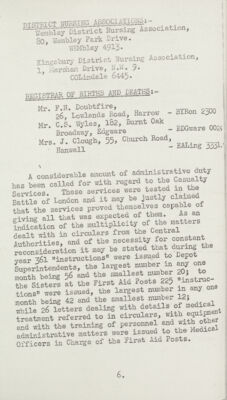 DISTRICT NURSING ASSOCIATIONS:-
Wembley District Nursing Association,
80, Wembley Park Drive.
WEMbley 4913.
Kingsbury District Nursing Association,
1, Drive, N.W. 9.
COLindale 6445.
REGISTRAR OF BIRTHS AND DEATHS:-
Mr. F.N. Doubtfire,
26, Lowlands Road, Harrow - BYRon 2300
Mr. C.S. Wyles, 182, Burnt Oak
Broadway, Edgware - EDGware
Mrs. J. Clough, 55, Church Road,
Hanwell - EALing 3331.
A considerable amount of administrative duty
has been called for with regard to the Casualty
Services. These services were tested in the
Battle of London and it may be justly claimed
that the services proved themselves capable of
giving all that was expected of them. As an
indication of the multiplicity of the matters
dealt with in circulars from the Central
Authorities, and of the necessity for constant
reconsideration it may be stated that during the
year 361 "instructions" were issued to Depot
Superintendents, the largest number in any one
month being 56 and the smallest number 20; to
the Sisters at the First Aid Posts 225 "instruc-
tions" were issued, the largest number in any one
month being 42 and the smallest number 12;
while 26 letters dealing with details of medical
treatment referred to in circulars, with equipment
and with the training of personnel and with other
administrative matters were issued to the Medical
Officers in Charge of the First Aid Posts.
6.